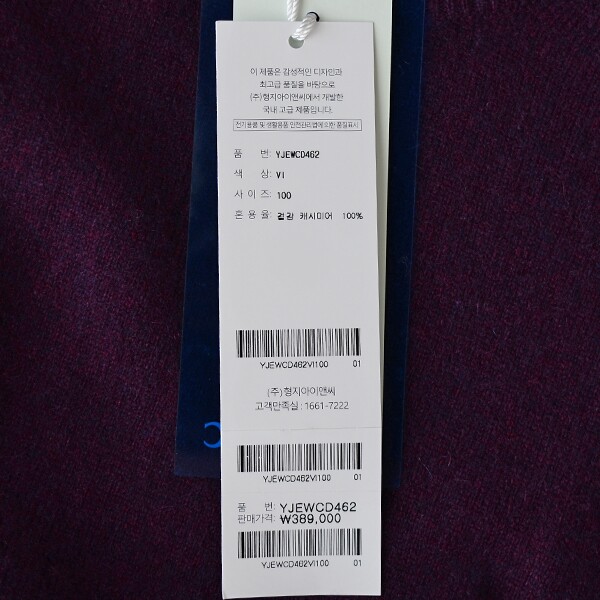 이 제품은 감성적인 디자인과
최고급 품질을 바탕으로
(주)형지아이앤씨에서 개발한
국내 고급 제품입니다.
전기용품 및 생활용품 안전관리법에 의한 품질표시
품 번: YJEWCD462
색 상: VI
사 이 즈: 100
혼 용 율: 겉감 캐시미어 100%
YJEWCD462VI100 01
(주)형지아이앤씨
고객만족실 : 1661-7222
YJEWCD462VI100 01
품 번: YJEWCD462
판매가격: ₩389,000
YJEWCD462VI100 01